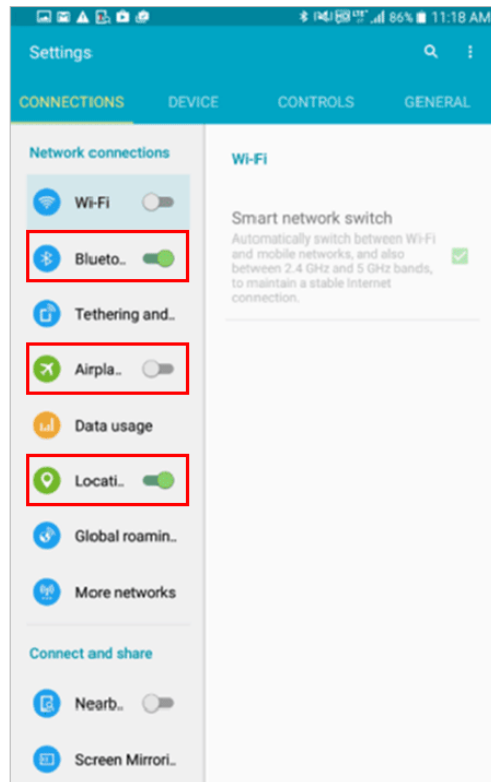 86% 11:18 AM
Settings
CONNECTIONS DEVICE CONTROLS GENERAL
Network connections
Wi-Fi
Blueto..
Tethering and..
Airpla..
Data usage
Locati..
Global roamin..
More networks
Connect and share
Nearb..
Screen Mirrori..
Wi-Fi
Smart network switch
Automatically switch between Wi-Fi
and mobile networks, and also
between 2.4 GHz and 5 GHz bands,
to maintain a stable Internet
connection.